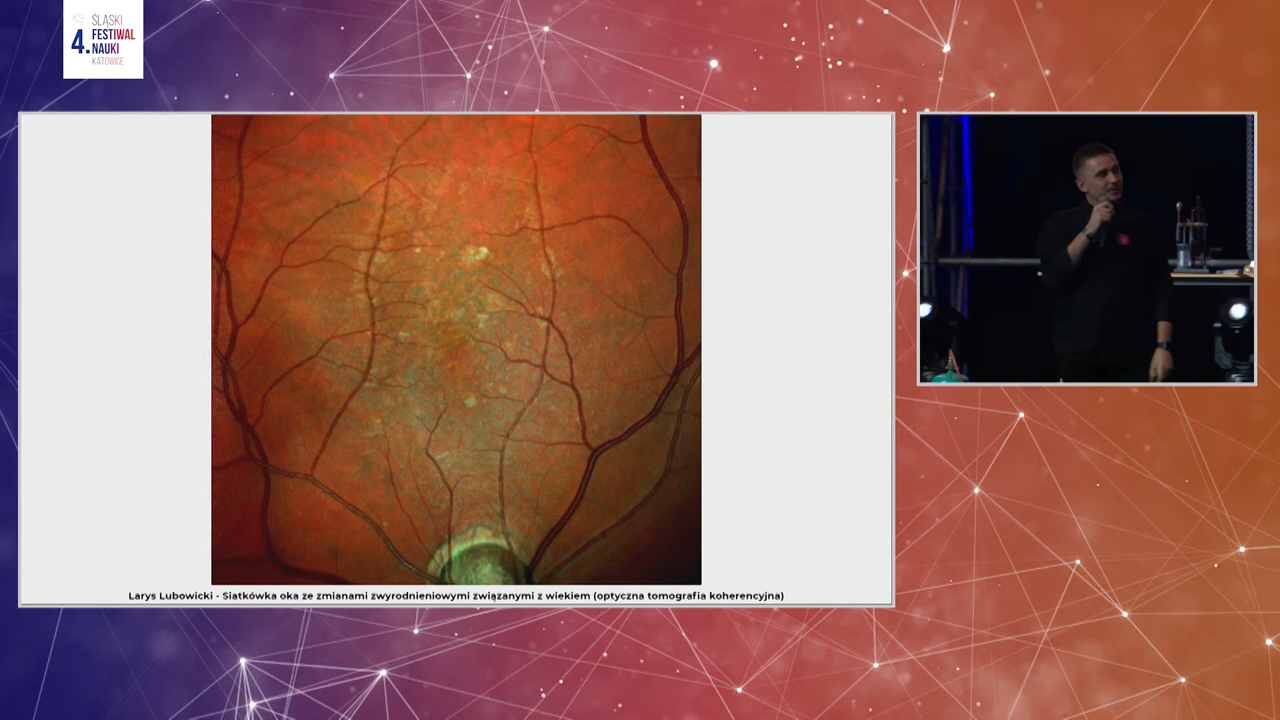 ŚLĄSKI
4. FESTIWAL
NAUKI
KATOWICE
Larys Lubowicki - Siatkówka oka ze zmianami zwyrodnieniowymi związanymi z wiekiem (optyczna tomografia koherencyjna)